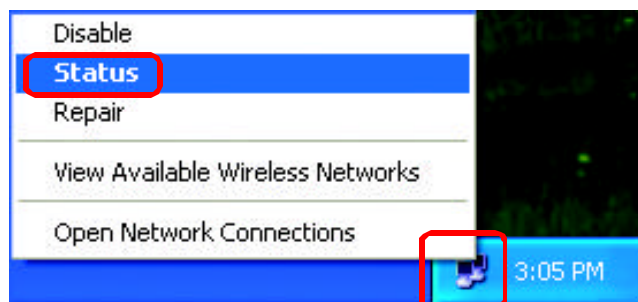 Disable
Status
Repair
View Available Wireless Networks
Open Network Connections
3:05 PM